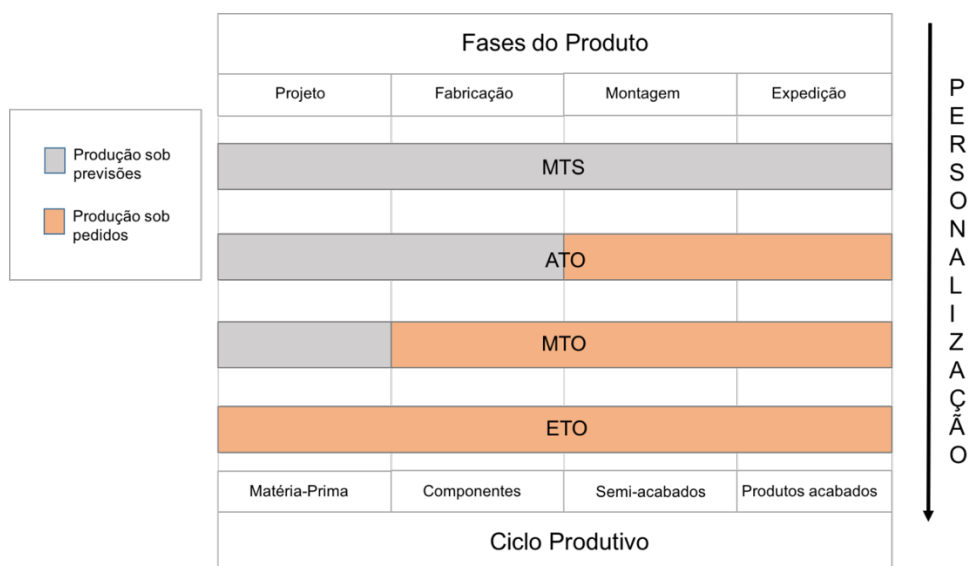 Fases do Produto
Projeto
Fabricação
Montagem
Expedição
Produção sob
previsões
Produção sob
pedidos
MTS
ATO
MTO
ETO
Matéria-Prima
Componentes
Semi-acabados
Produtos acabados
Ciclo Produtivo
P
E
R
S
O
N
A
L
I
Z
A
Ç
Ã
O